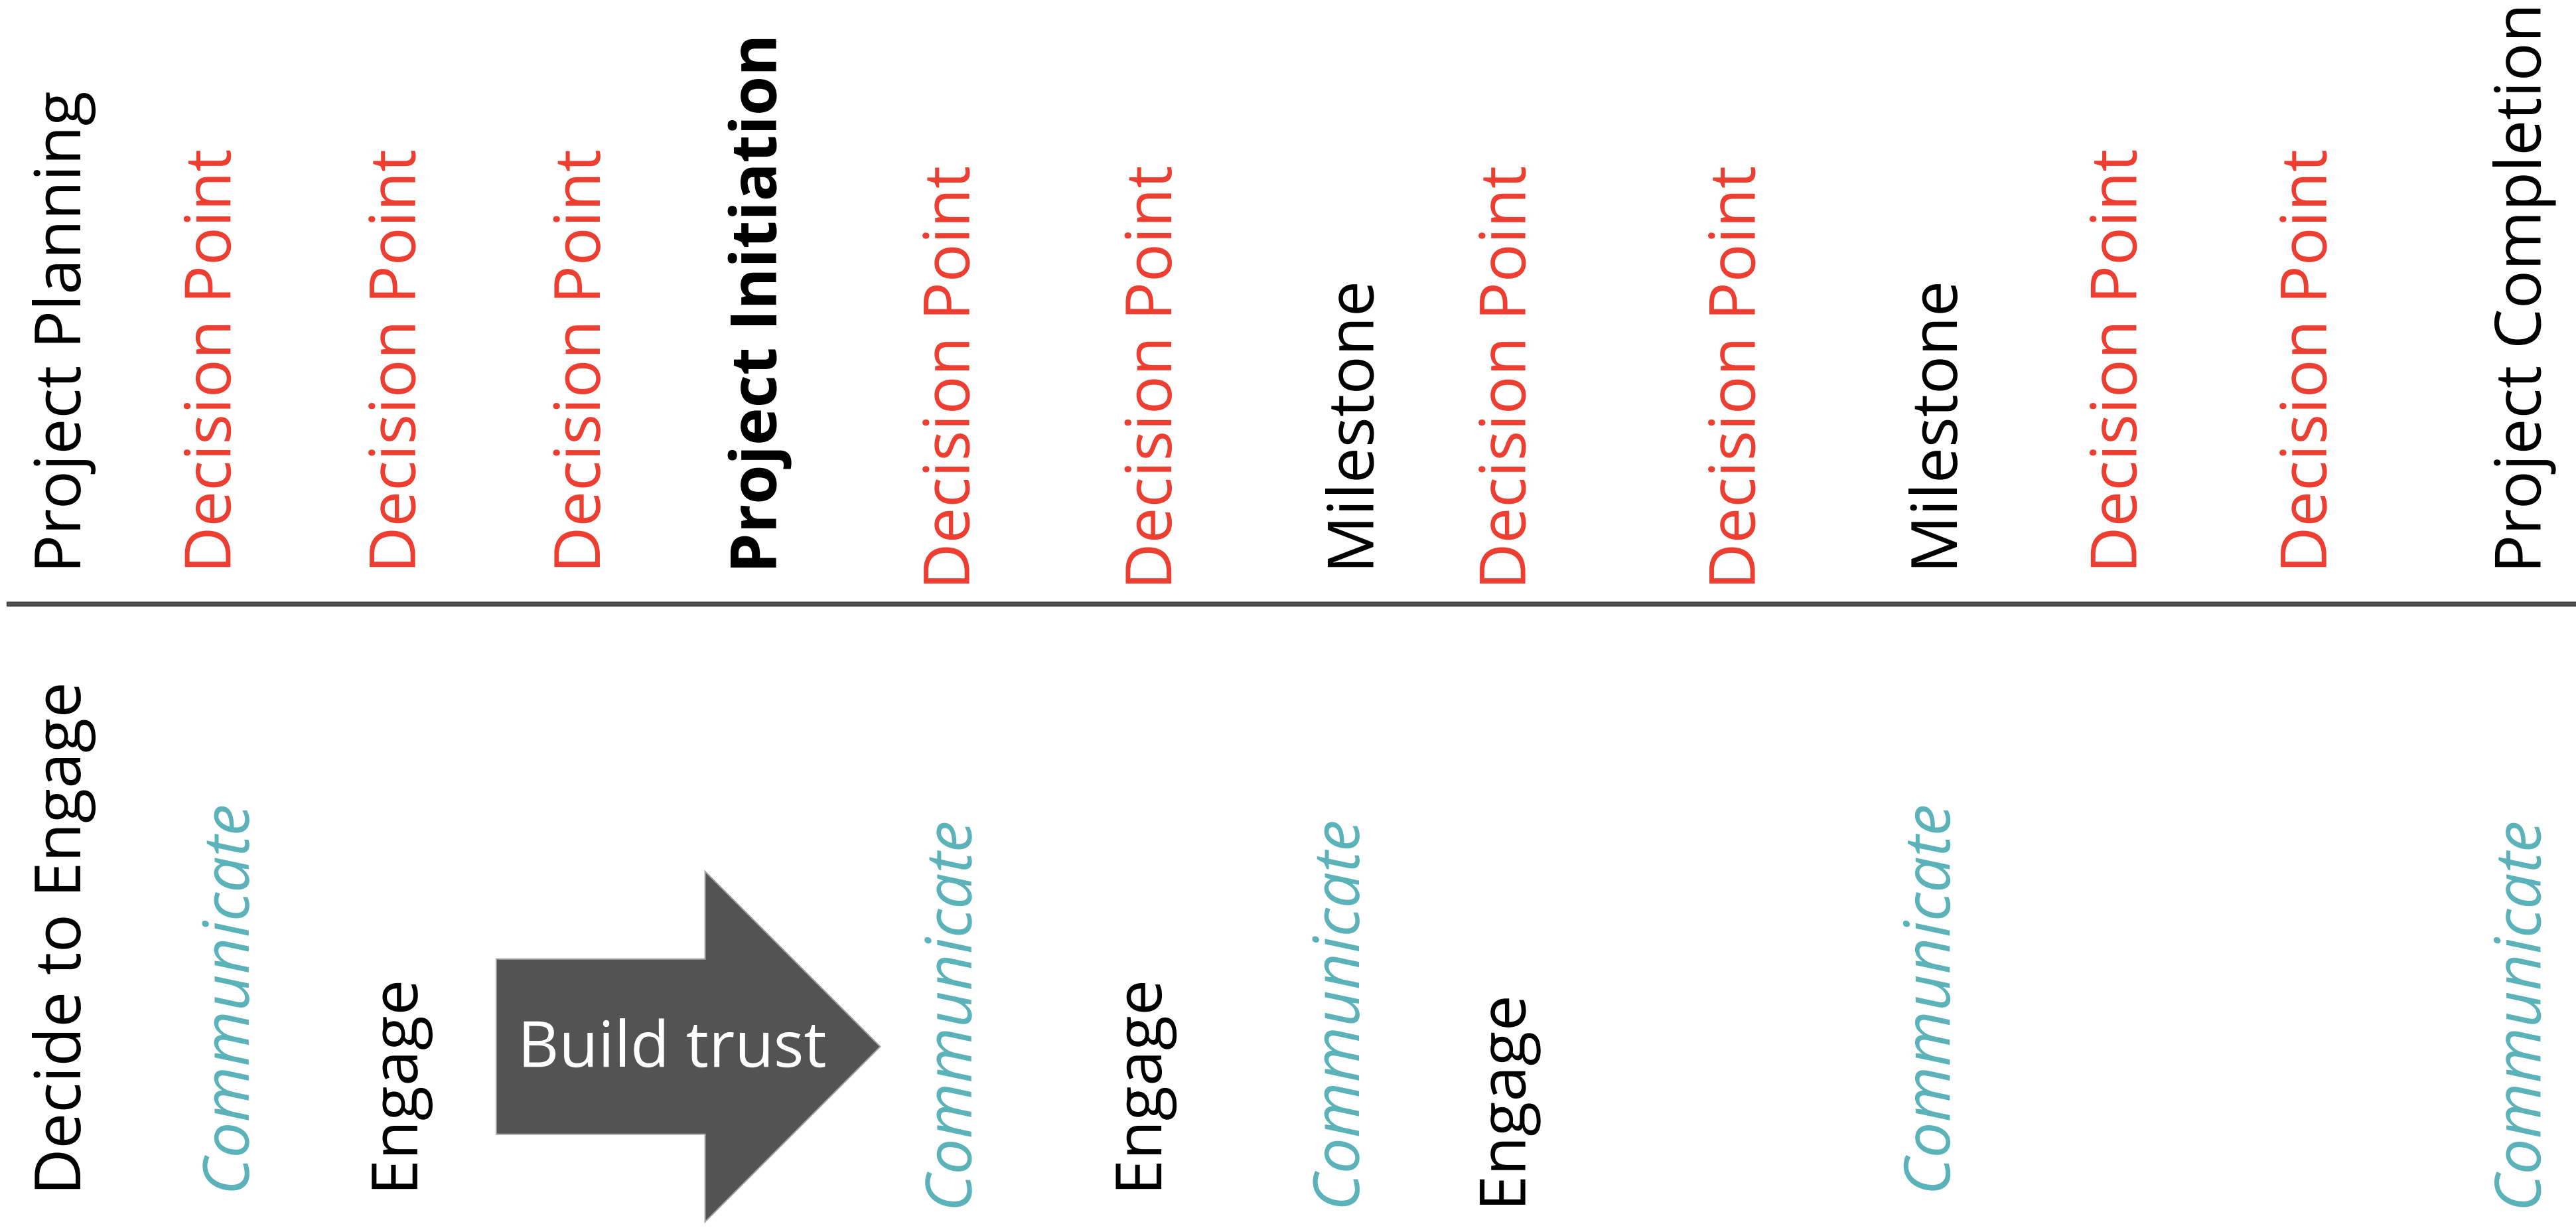 Project Planning
Decision Point
Decision Point
Decision Point
Project Initiation
Decision Point
Decision Point
Milestone
Decision Point
Decision Point
Milestone
Decision Point
Decision Point
Project Completion
Decide to Engage
Communicate
Engage
Build trust
Communicate
Engage
Communicate
Engage
Communicate
Communicate